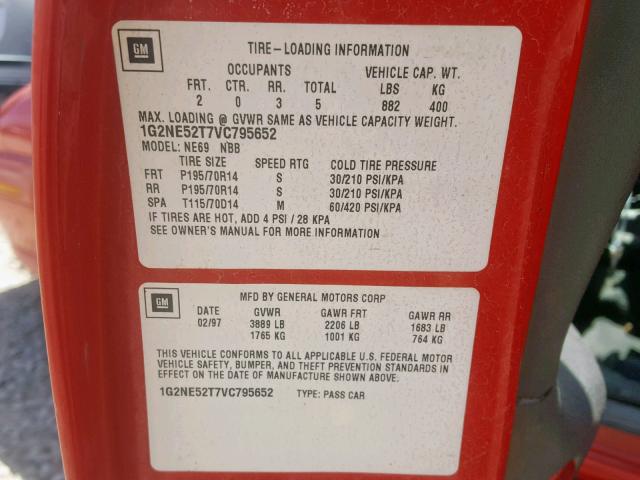 GM
TIRE-LOADING INFORMATION
OCCUPANTS VEHICLE CAP. WT.
FRT. CTR. RR. TOTAL LBS KG
2 0 3 5 882 400
MAX. LOADING @ GVWR SAME AS VEHICLE CAPACITY WEIGHT.
1G2NE52T7VC795652
MODEL: NE69 NBB
TIRE SIZE SPEED RTG COLD TIRE PRESSURE
FRT P195/70R14 S 30/210 PSI/KPA
RR P195/70R14 S 30/210 PSI/KPA
SPA T115/70D14 M 60/420 PSI/KPA
IF TIRES ARE HOT, ADD 4 PSI / 28 KPA
SEE OWNER'S MANUAL FOR MORE INFORMATION
GM
MFD BY GENERAL MOTORS CORP
DATE GVWR GAWR FRT GAWR RR
02/97 3889 LB 2206 LB 1683 LB
1765 KG 1001 KG 764 KG
THIS VEHICLE CONFORMS TO ALL APPLICABLE U.S. FEDERAL MOTOR
VEHICLE SAFETY, BUMPER, AND THEFT PREVENTION STANDARDS IN
EFFECT ON THE DATE OF MANUFACTURE SHOWN ABOVE.
1G2NE52T7VC795652 TYPE: PASS CAR